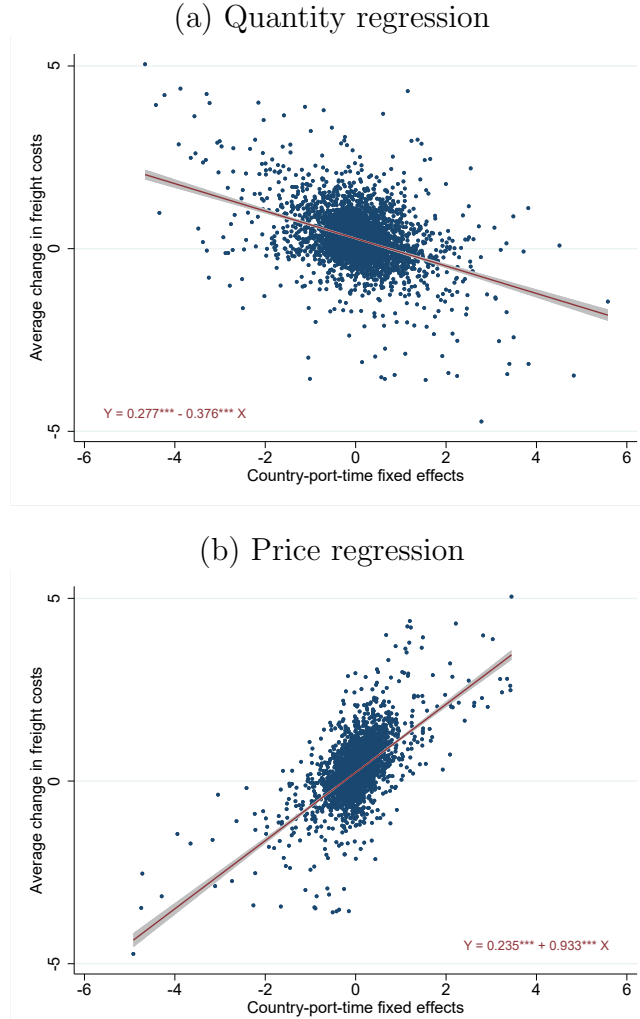 (a) Quantity regression
5
0
-5
Average change in freight costs
Y = 0.277*** - 0.376*** X
-6 -4 -2 0 2 4 6
Country-port-time fixed effects
(b) Price regression
5
0
-5
Average change in freight costs
Y = 0.235*** + 0.933*** X
-6 -4 -2 0 2 4 6
Country-port-time fixed effects